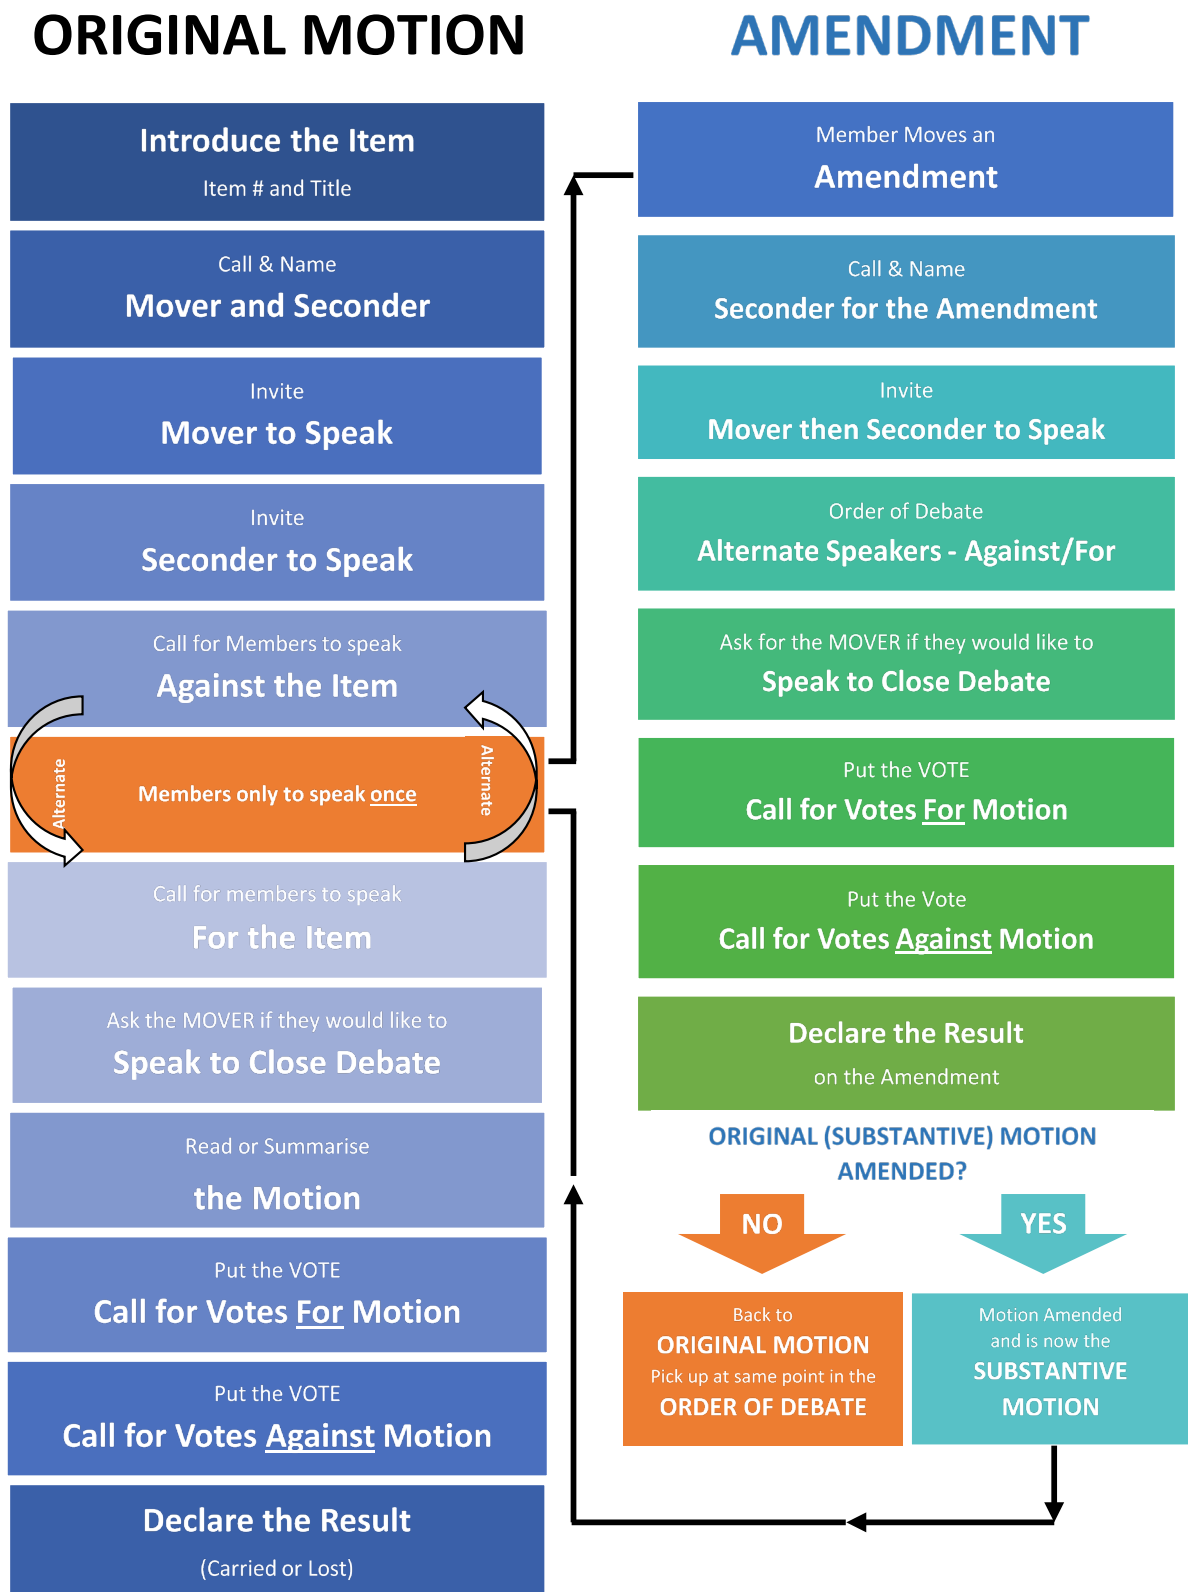 ORIGINAL MOTION
Introduce the Item
Item # and Title
Call & Name
Mover and Seconder
Invite
Mover to Speak
Invite
Seconder to Speak
Call for Members to speak
Against the Item
Alternate
Members only to speak once
Alternate
Call for members to speak
For the Item
Ask the MOVER if they would like to
Speak to Close Debate
Read or Summarise
the Motion
Put the VOTE
Call for Votes For Motion
Put the VOTE
Call for Votes Against Motion
Declare the Result
(Carried or Lost)
AMENDMENT
Member Moves an
Amendment
Call & Name
Seconder for the Amendment
Invite
Mover then Seconder to Speak
Order of Debate
Alternate Speakers - Against/For
Ask for the MOVER if they would like to
Speak to Close Debate
Put the VOTE
Call for Votes For Motion
Put the Vote
Call for Votes Against Motion
Declare the Result
on the Amendment
ORIGINAL (SUBSTANTIVE) MOTION
AMENDED?
NO
Back to
ORIGINAL MOTION
Pick up at same point in the
ORDER OF DEBATE
YES
Motion Amended
and is now the
SUBSTANTIVE
MOTION